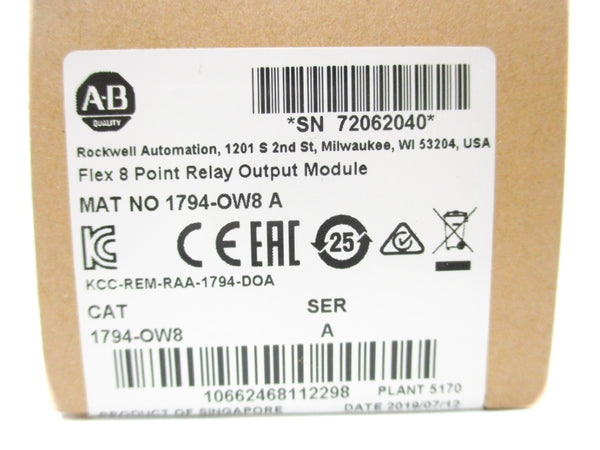 A-B
QUALITY
*SN 72062040*
Rockwell Automation, 1201 S 2nd St, Milwaukee, WI 53204, USA
Flex 8 Point Relay Output Module
MAT NO 1794-OW8 A
CE EAC 25
KCC-REM-RAA-1794-DOA
CAT SER
1794-OW8 A
10662468112298 PLANT 5170
PRODUCT OF SINGAPORE DATE 2019/07/12